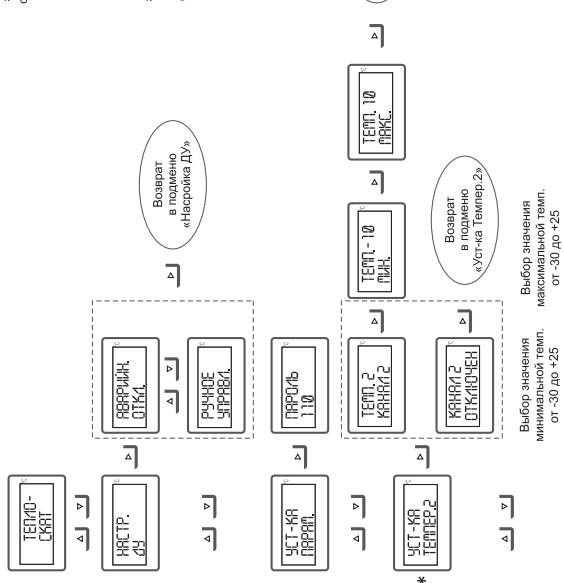 ТЕПЛО-
СКАТ
НАСТР.
ДУ
АВАРИЙН.
ОТКЛ.
РУЧНОЕ
УПРАВЛ.
Возврат
в подменю
«Насройка ДУ»
УСТ-КА
ПАРАМ.
ПАРОЛЬ
110
* УСТ-КА
ТЕМПЕР.2
ТЕМП. 2
КАНАЛ 2
КАНАЛ 2
ОТКЛЮЧЕН
ТЕМП.-10
МИН.
ТЕМП. 10
МАКС.
Возврат
в подменю
«Уст-ка Темпер.2»
Выбор значения
минимальной темп.
от -30 до +25
Выбор значения
максимальной темп.
от -30 до +25